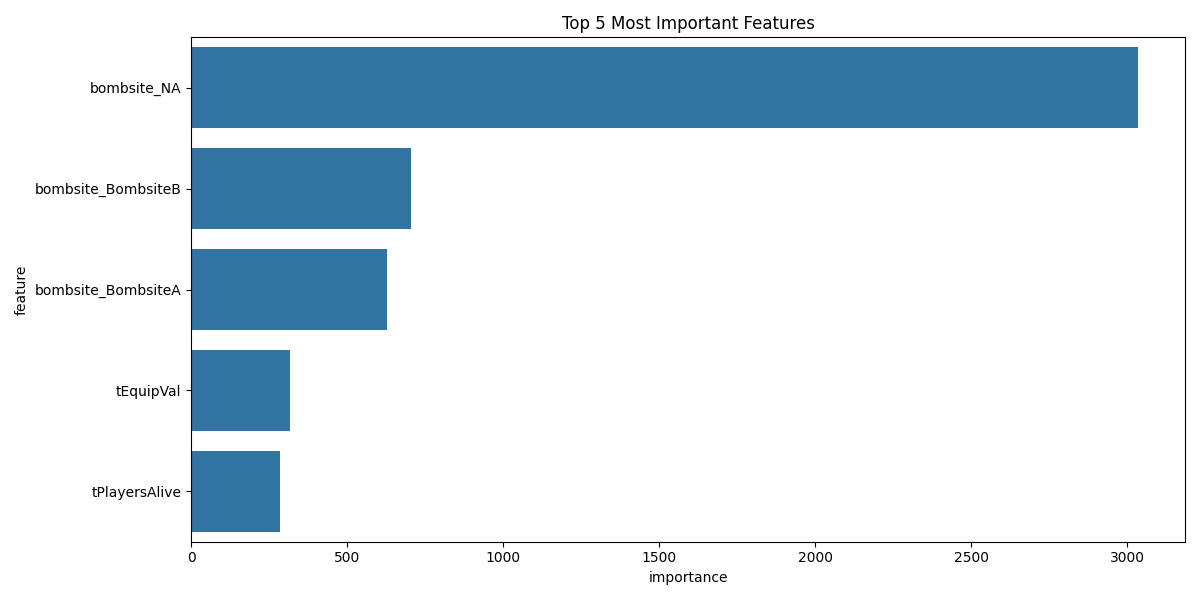 Top 5 Most Important Features
bombsite_NA
bombsite_BombsiteB
bombsite_BombsiteA
tEquipVal
tPlayersAlive
feature
0 500 1000 1500 2000 2500 3000
importance